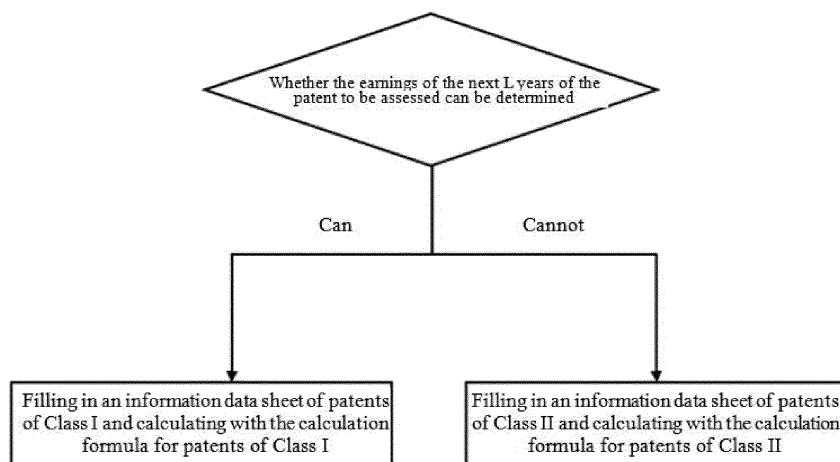 Whether the earnings of the next L years of the
patent to be assessed can be determined
Can
Cannot
Filling in an information data sheet of patents
of Class I and calculating with the calculation
formula for patents of Class I
Filling in an information data sheet of patents
of Class II and calculating with the calculation
formula for patents of Class II